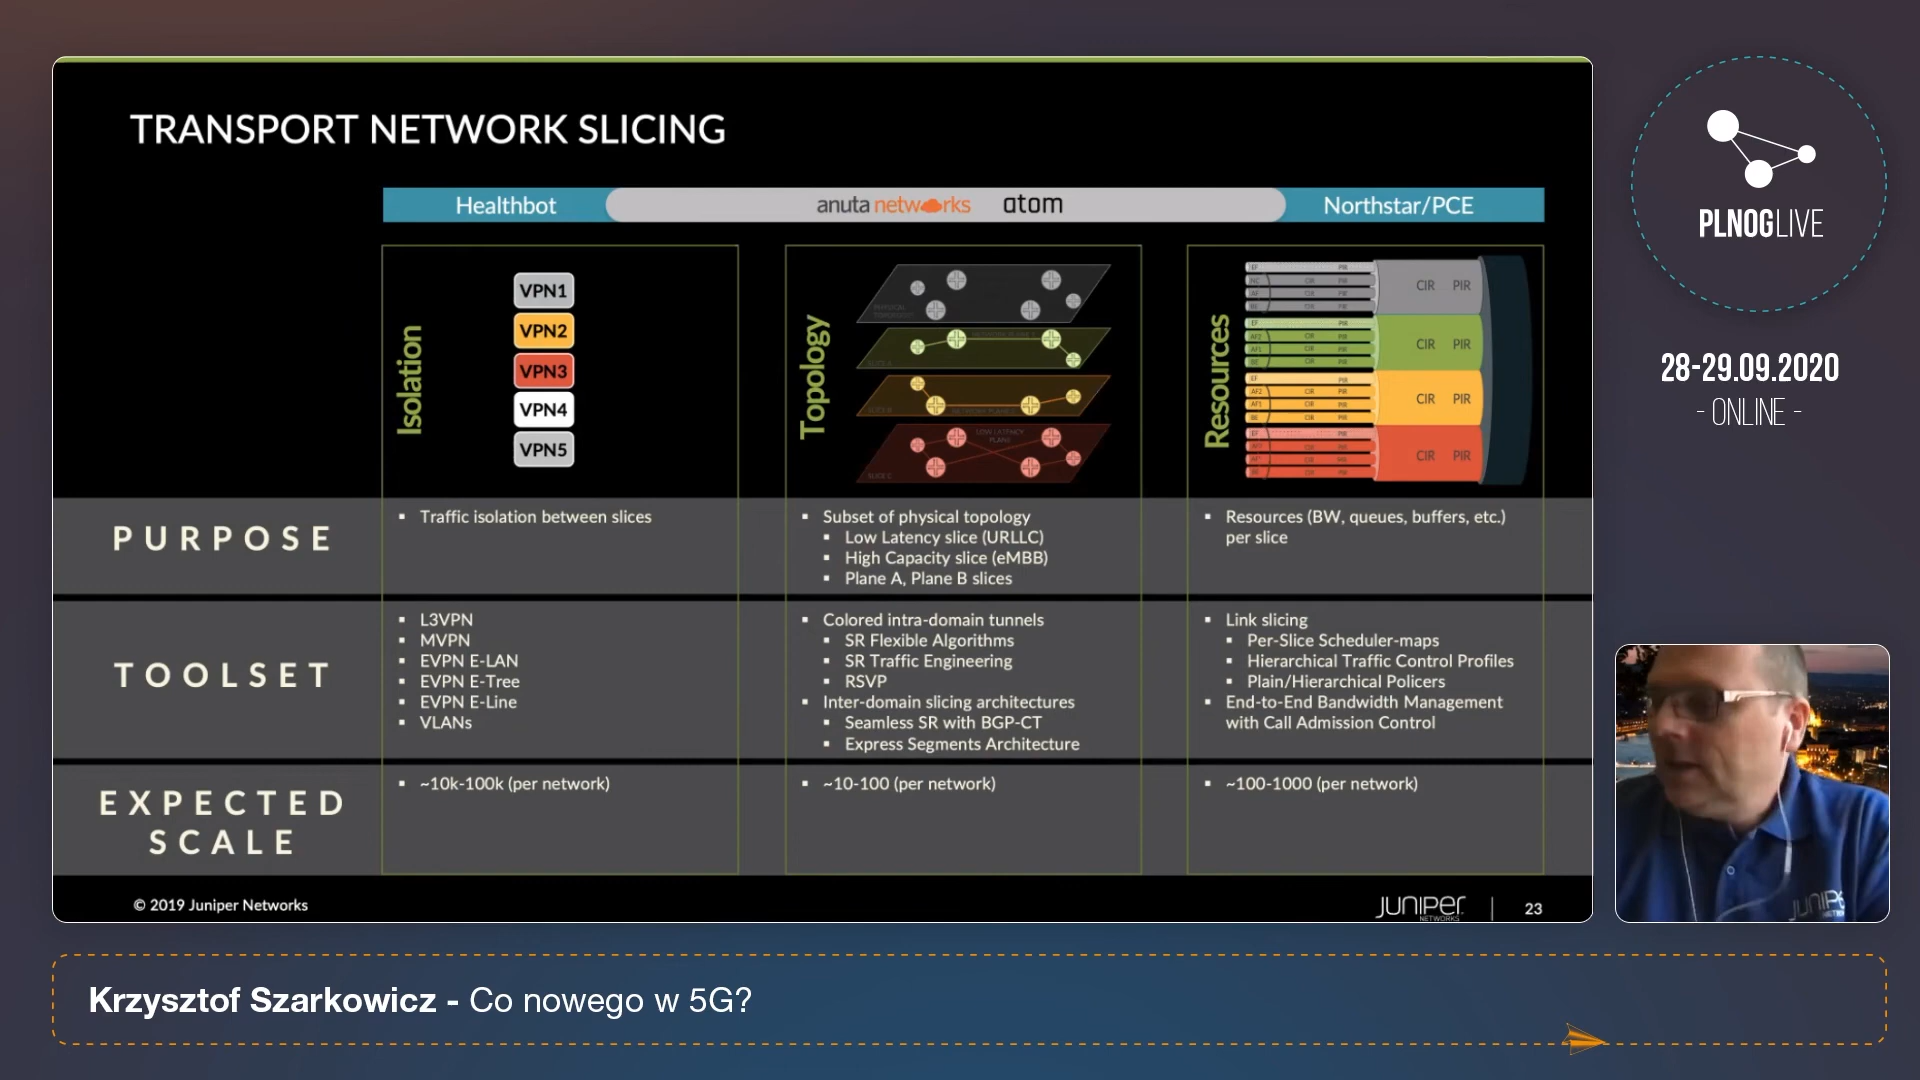 TRANSPORT NETWORK SLICING
Healthbot
anuta networks atom
Northstar/PCE
Isolation
VPN1
VPN2
VPN3
VPN4
VPN5
Topology
LOW LATENCY
PLANE
Resources
CIR PIR
CIR PIR
CIR PIR
CIR PIR
PURPOSE
▪ Traffic isolation between slices
▪ Subset of physical topology
▪ Low Latency slice (URLLC)
▪ High Capacity slice (eMBB)
▪ Plane A, Plane B slices
▪ Resources (BW, queues, buffers, etc.)
per slice
TOOLSET
▪ L3VPN
▪ MVPN
▪ EVPN E-LAN
▪ EVPN E-Tree
▪ EVPN E-Line
▪ VLANs
▪ Colored intra-domain tunnels
▪ SR Flexible Algorithms
▪ SR Traffic Engineering
▪ RSVP
▪ Inter-domain slicing architectures
▪ Seamless SR with BGP-CT
▪ Express Segments Architecture
▪ Link slicing
▪ Per-Slice Scheduler-maps
▪ Hierarchical Traffic Control Profiles
▪ Plain/Hierarchical Policers
▪ End-to-End Bandwidth Management
with Call Admission Control
EXPECTED
SCALE
▪ ~10k-100k (per network)
▪ ~10-100 (per network)
▪ ~100-1000 (per network)
© 2019 Juniper Networks
JUNIPER
NETWORKS
23
PLNOGLIVE
28-29.09.2020
- ONLINE -
Krzysztof Szarkowicz - Co nowego w 5G?